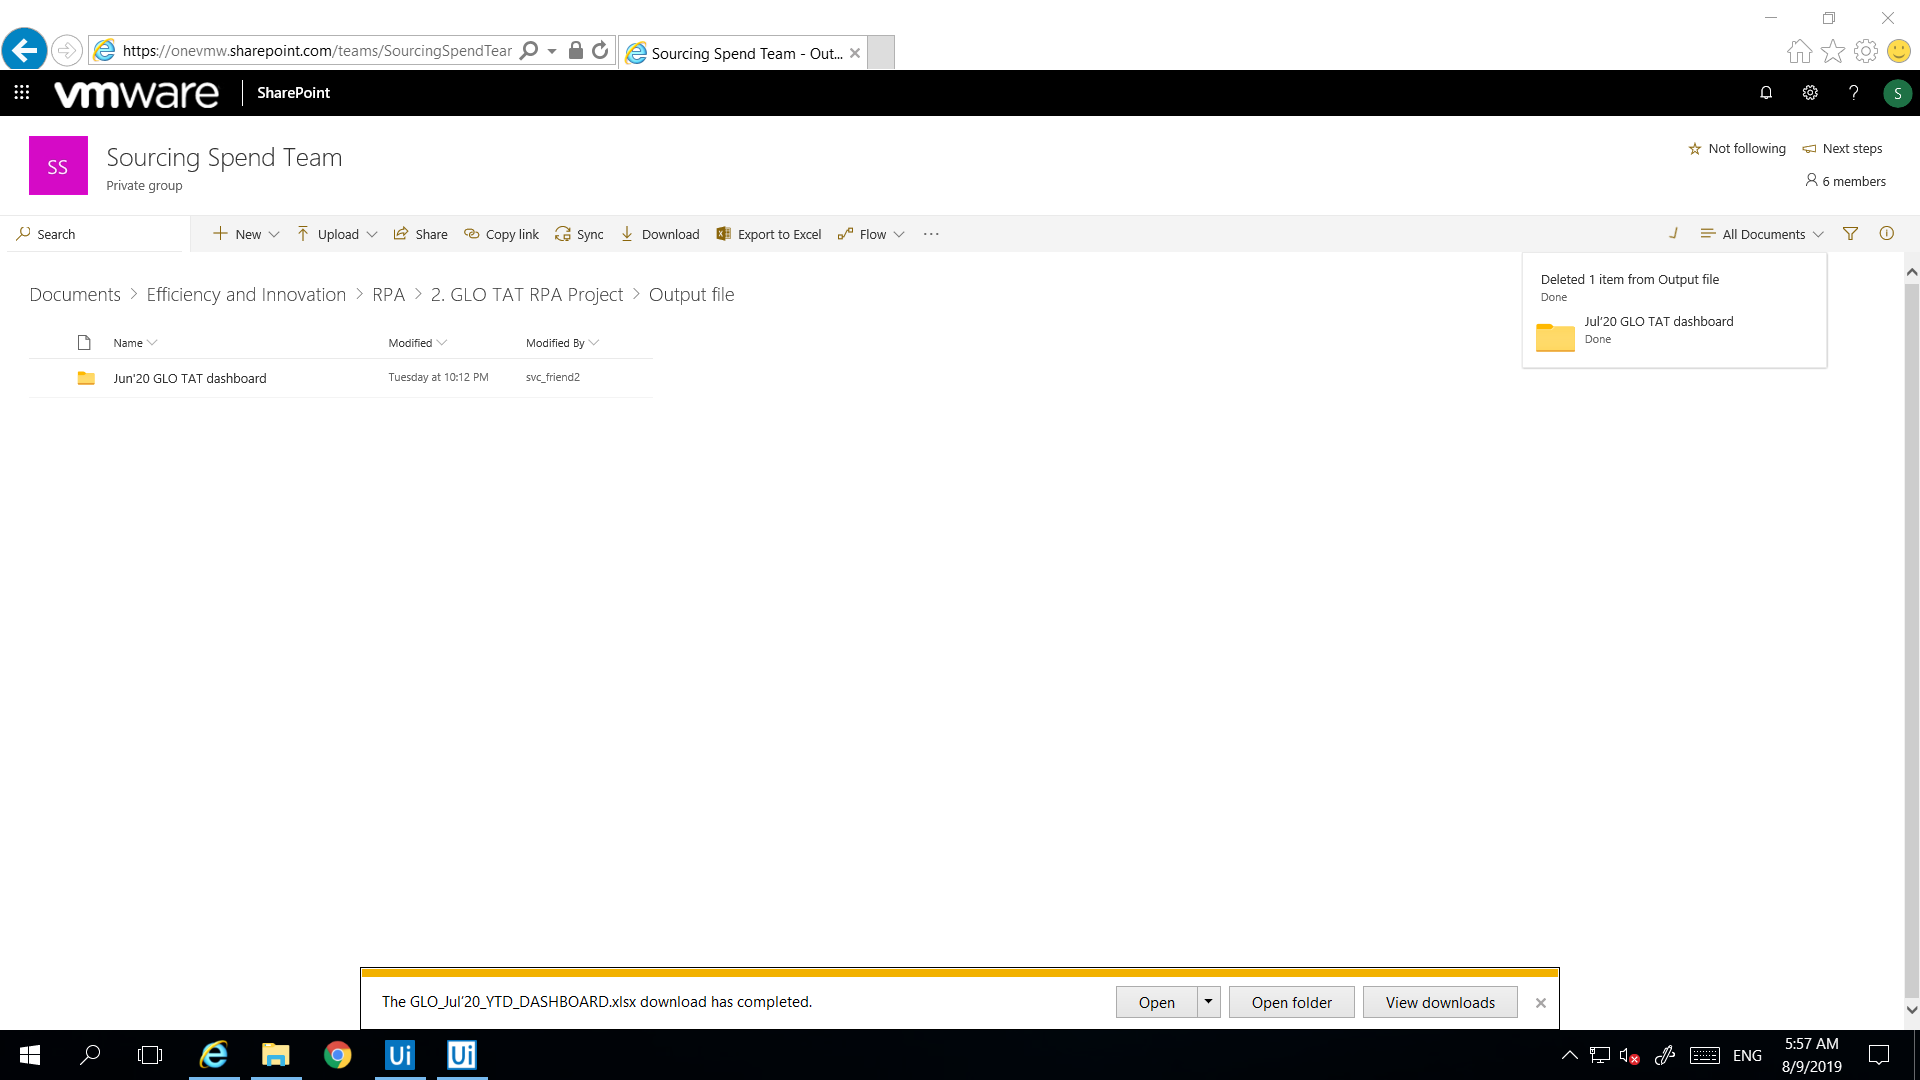 https://onevmw.sharepoint.com/teams/SourcingSpendTear
Sourcing Spend Team - Out...
vmware
SharePoint
?
S
SS
Sourcing Spend Team
Private group
Not following
Next steps
6 members
Search
New
Upload
Share
Copy link
Sync
Download
Export to Excel
Flow
...
All Documents
Deleted 1 item from Output file
Done
Jul'20 GLO TAT dashboard
Done
Documents > Efficiency and Innovation > RPA > 2. GLO TAT RPA Project > Output file
Name
Modified
Modified By
Jun'20 GLO TAT dashboard
Tuesday at 10:12 PM
svc_friend2
The GLO_Jul'20_YTD_DASHBOARD.xlsx download has completed.
Open
Open folder
View downloads
Ui
Ui
ENG
5:57 AM
8/9/2019